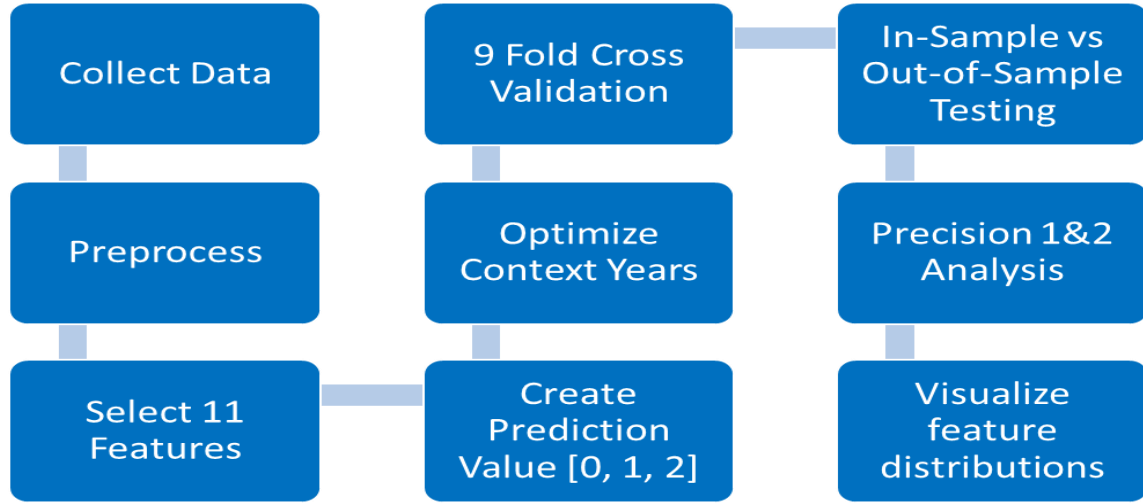 Collect Data
Preprocess
Select 11
Features
Create
Prediction
Value [0, 1, 2]
Optimize
Context Years
9 Fold Cross
Validation
In-Sample vs
Out-of-Sample
Testing
Precision 1&2
Analysis
Visualize
feature
distributions